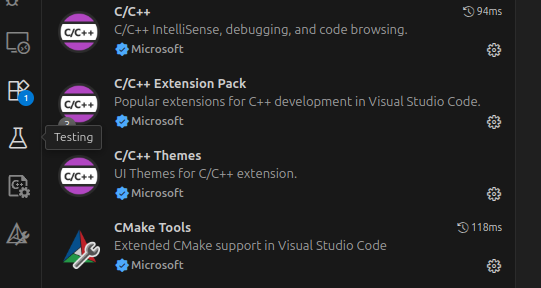 C/C++
94ms
C/C++
C/C++ IntelliSense, debugging, and code browsing.
Microsoft
1
C/C++ Extension Pack
C/C++
Popular extensions for C++ development in Visual Studio Code.
3
Microsoft
Testing
C/C++ Themes
C/C++
UI Themes for C/C++ extension.
Microsoft
CMake Tools
118ms
Extended CMake support in Visual Studio Code
Microsoft